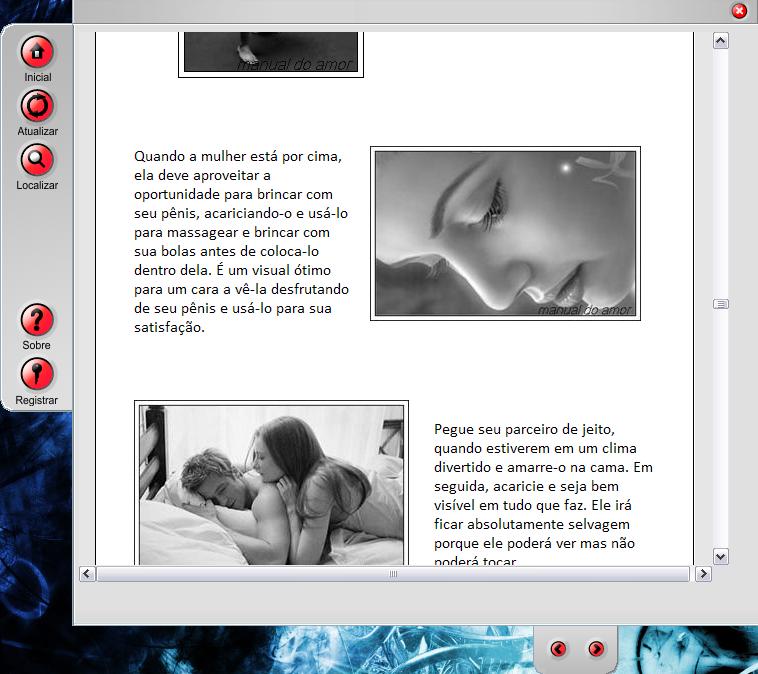 Inicial
Atualizar
Localizar
Sobre
Registrar
manual do amor
Quando a mulher está por cima,
ela deve aproveitar a
oportunidade para brincar com
seu pênis, acariciando-o e usá-lo
para massagear e brincar com
sua bolas antes de coloca-lo
dentro dela. É um visual ótimo
para um cara a vê-la desfrutando
de seu pênis e usá-lo para sua
satisfação.
manual do amor
Pegue seu parceiro de jeito,
quando estiverem em um clima
divertido e amarre-o na cama. Em
seguida, acaricie e seja bem
visível em tudo que faz. Ele irá
ficar absolutamente selvagem
porque ele poderá ver mas não
poderá tocar